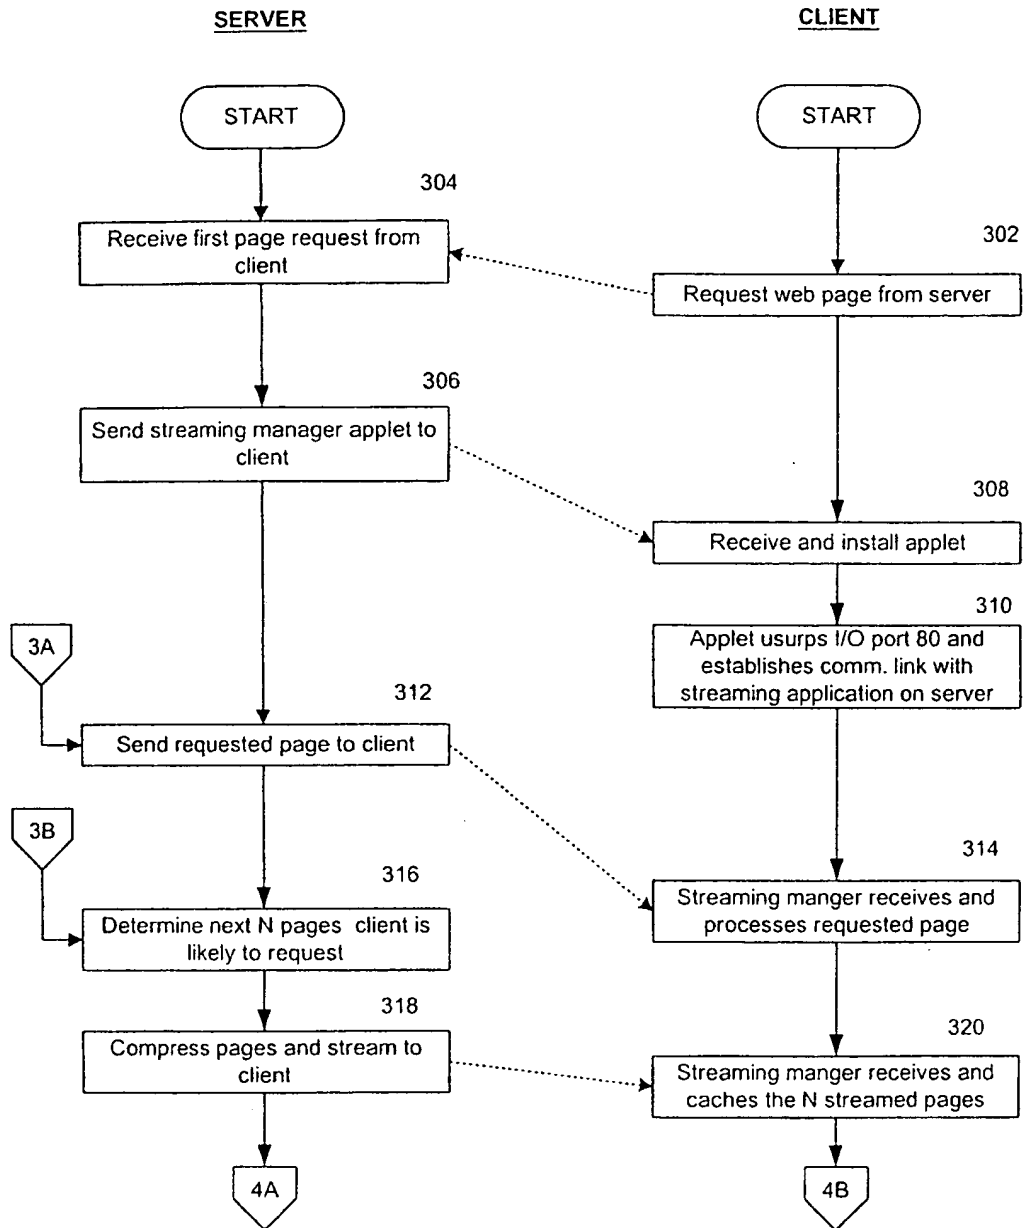 SERVER
CLIENT
START
START
304
Receive first page request from
client
302
Request web page from server
306
Send streaming manager applet to
client
308
Receive and install applet
310
Applet usurps I/O port 80 and
establishes comm. link with
streaming application on server
3A
312
Send requested page to client
3B
314
Streaming manger receives and
processes requested page
316
Determine next N pages client is
likely to request
318
Compress pages and stream to
client
320
Streaming manger receives and
caches the N streamed pages
4A
4B